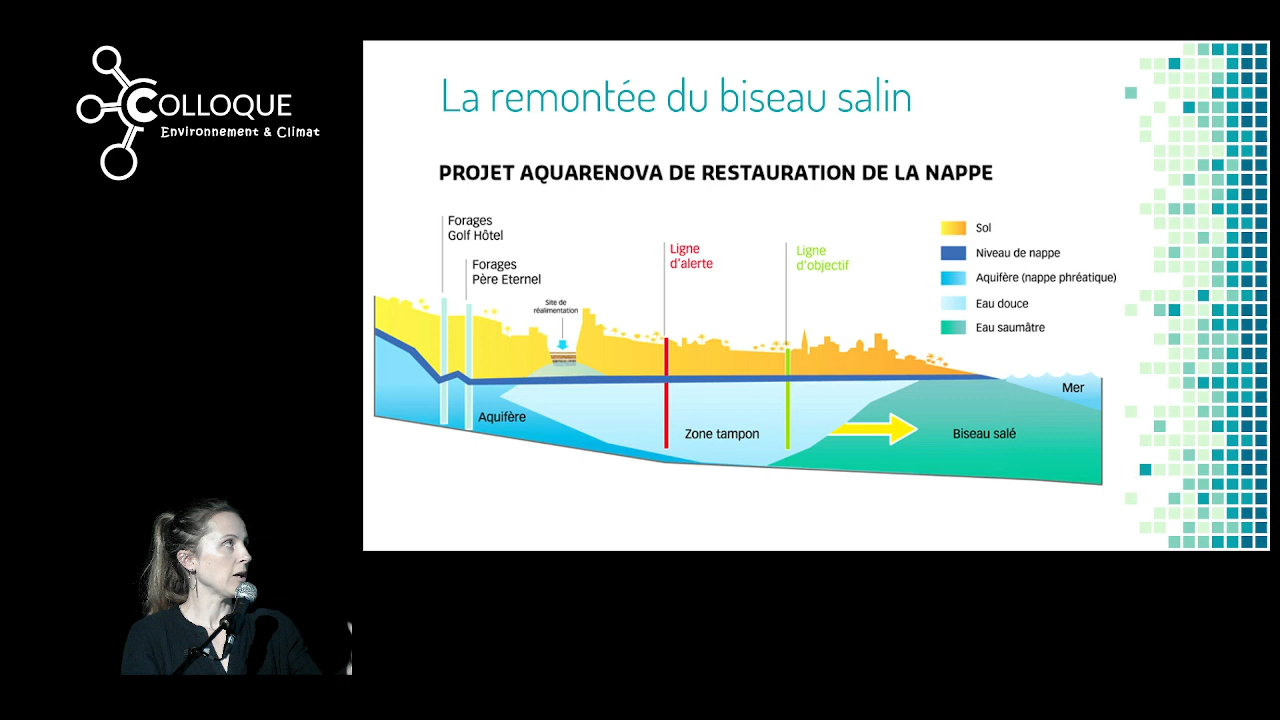 COLLOQUE
Environnement & Climat
La remontée du biseau salin
PROJET AQUARENOVA DE RESTAURATION DE LA NAPPE
Forages
Golf Hôtel
Forages
Père Eternel
Site de
réalimentation
Ligne
d'alerte
Ligne
d'objectif
Sol
Niveau de nappe
Aquifère (nappe phréatique)
Eau douce
Eau saumâtre
Mer
Aquifère
Zone tampon
Biseau salé